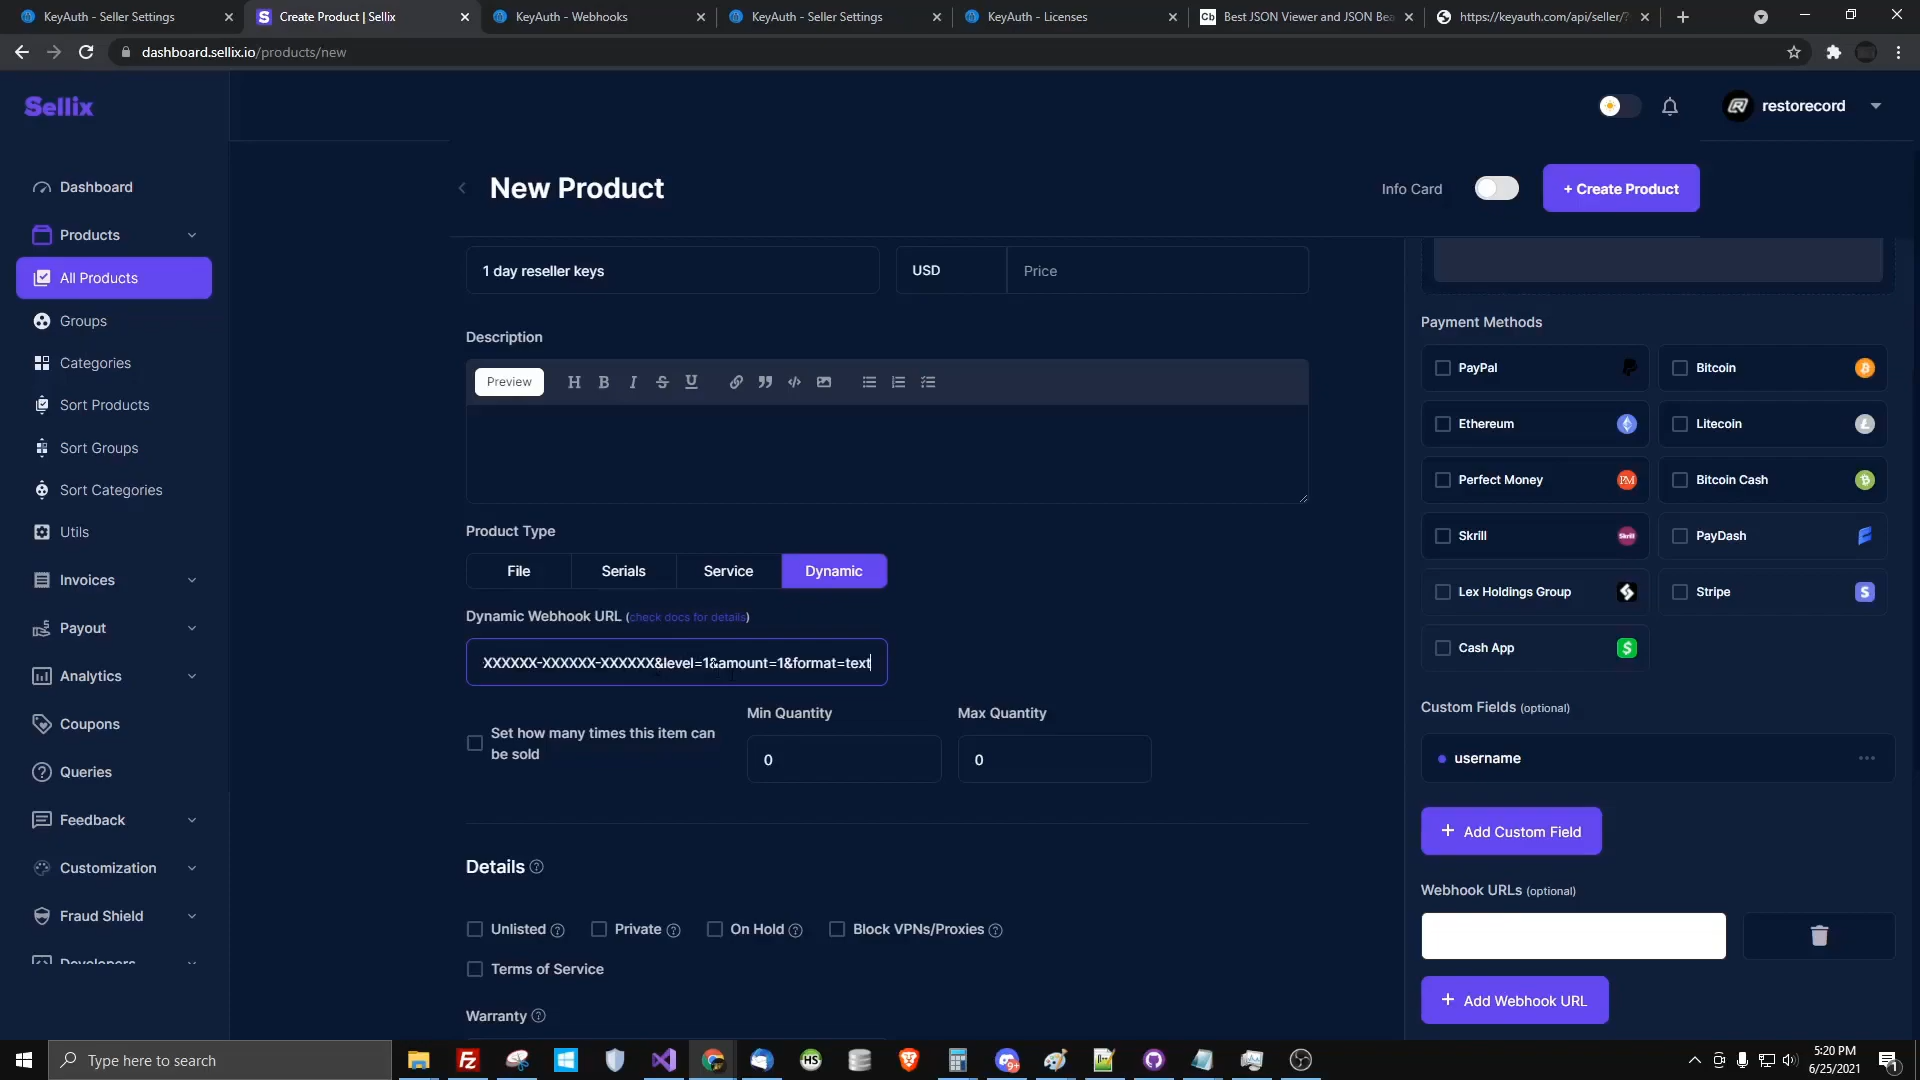 KeyAuth - Seller Settings
Create Product | Sellix
KeyAuth - Webhooks
KeyAuth - Seller Settings
KeyAuth - Licenses
Best JSON Viewer and JSON Bea
https://keyauth.com/api/seller/?
dashboard.sellix.io/products/new
Sellix
restorecord
Dashboard
Products
All Products
Groups
Categories
Sort Products
Sort Groups
Sort Categories
Utils
Invoices
Payout
Analytics
Coupons
Queries
Feedback
Customization
Fraud Shield
Developers
New Product
Info Card
+ Create Product
1 day reseller keys
USD
Price
Description
Preview
Product Type
File
Serials
Service
Dynamic
Dynamic Webhook URL (check docs for details)
XXXXXX-XXXXXX-XXXXXX&level=1&amount=1&format=text
Set how many times this item can
be sold
Min Quantity
0
Max Quantity
0
Details
Unlisted
Private
On Hold
Block VPNs/Proxies
Terms of Service
Warranty
Payment Methods
PayPal
Bitcoin
Ethereum
Litecoin
Perfect Money
Bitcoin Cash
Skrill
PayDash
Lex Holdings Group
Stripe
Cash App
Custom Fields (optional)
username
+ Add Custom Field
Webhook URLs (optional)
+ Add Webhook URL
Type here to search
5:20 PM
6/25/2021